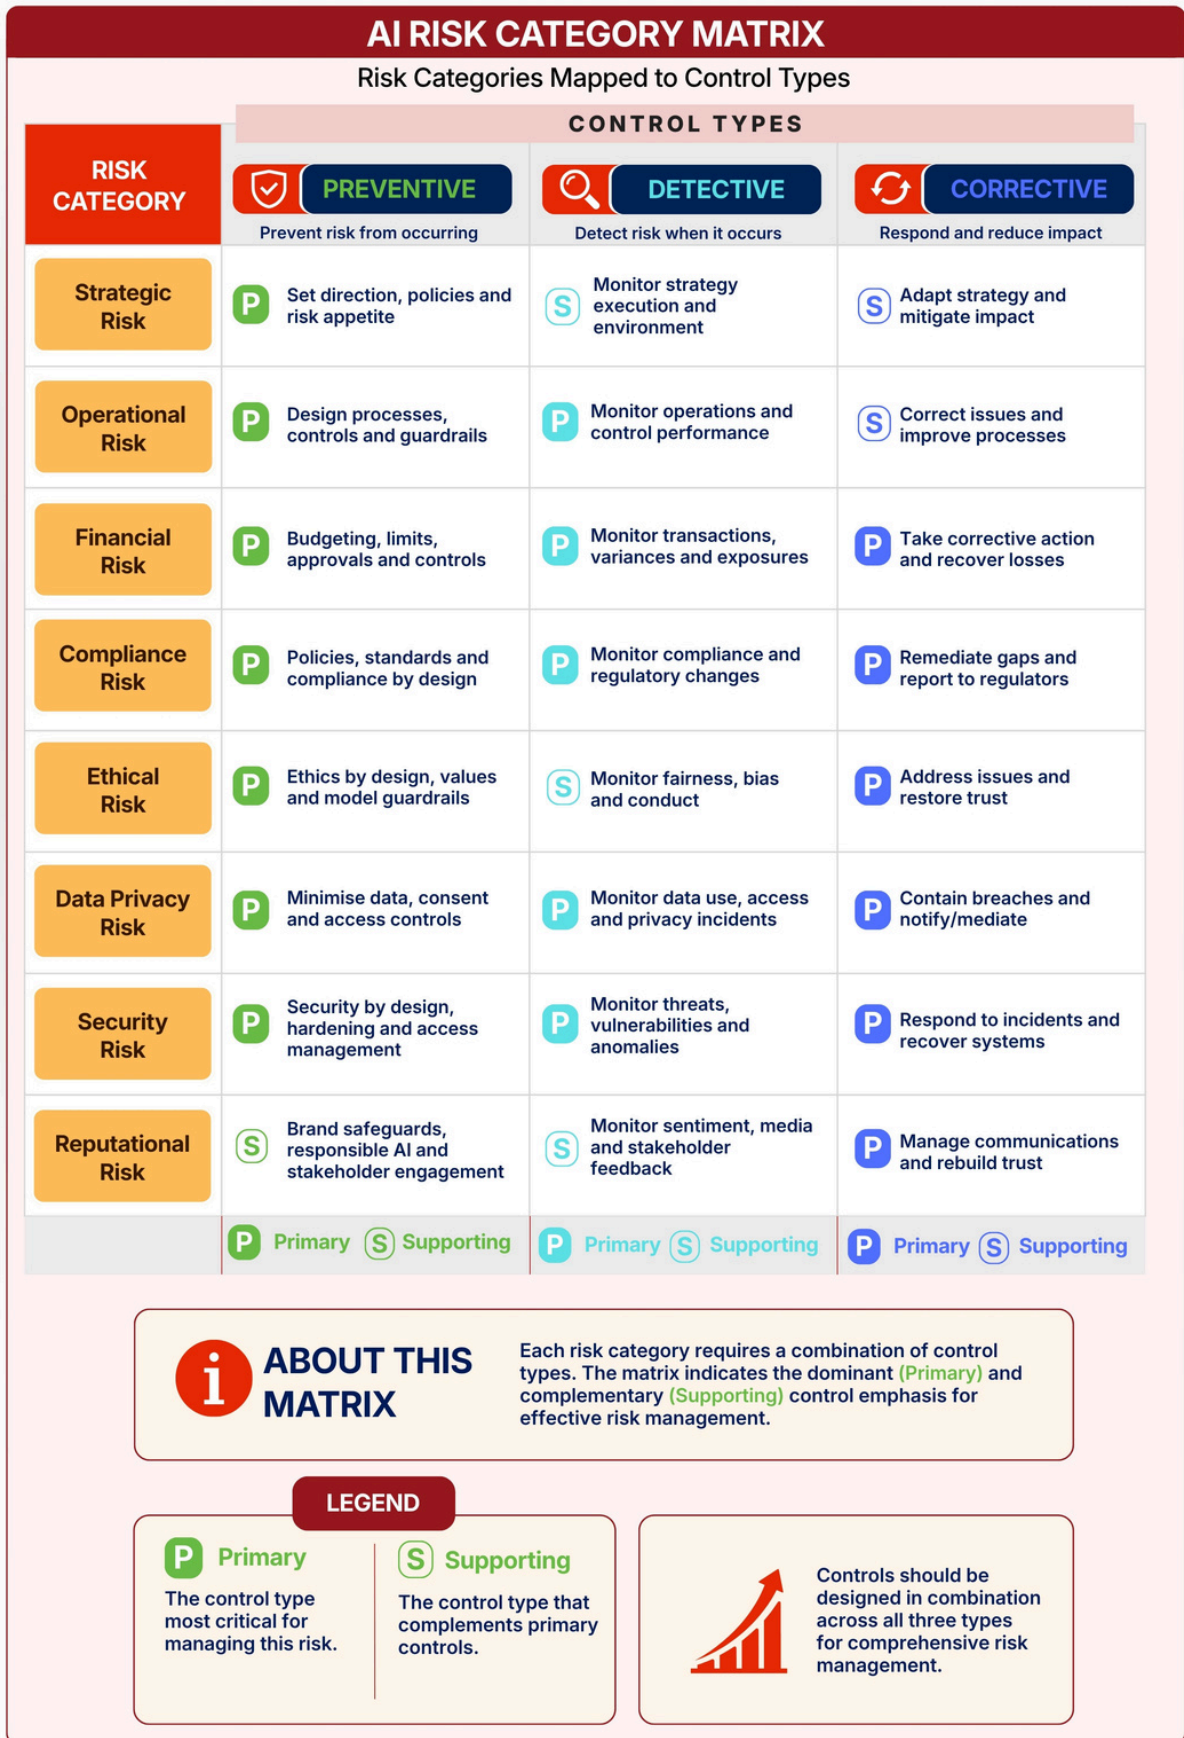 AI RISK CATEGORY MATRIX
Risk Categories Mapped to Control Types
CONTROL TYPES
RISK
CATEGORY
PREVENTIVE
Prevent risk from occurring
DETECTIVE
Detect risk when it occurs
CORRECTIVE
Respond and reduce impact
Strategic
Risk
P
Set direction, policies and
risk appetite
S
Monitor strategy
execution and
environment
S
Adapt strategy and
mitigate impact
Operational
Risk
P
Design processes,
controls and guardrails
P
Monitor operations and
control performance
S
Correct issues and
improve processes
Financial
Risk
P
Budgeting, limits,
approvals and controls
P
Monitor transactions,
variances and exposures
P
Take corrective action
and recover losses
Compliance
Risk
P
Policies, standards and
compliance by design
P
Monitor compliance and
regulatory changes
P
Remediate gaps and
report to regulators
Ethical
Risk
P
Ethics by design, values
and model guardrails
S
Monitor fairness, bias
and conduct
P
Address issues and
restore trust
Data Privacy
Risk
P
Minimise data, consent
and access controls
P
Monitor data use, access
and privacy incidents
P
Contain breaches and
notify/mediate
Security
Risk
P
Security by design,
hardening and access
management
P
Monitor threats,
vulnerabilities and
anomalies
P
Respond to incidents and
recover systems
Reputational
Risk
S
Brand safeguards,
responsible AI and
stakeholder engagement
S
Monitor sentiment, media
and stakeholder
feedback
P
Manage communications
and rebuild trust
P Primary S Supporting
P Primary S Supporting
P Primary S Supporting
i
ABOUT THIS
MATRIX
Each risk category requires a combination of control
types. The matrix indicates the dominant (Primary) and
complementary (Supporting) control emphasis for
effective risk management.
LEGEND
P Primary
The control type
most critical for
managing this risk.
S Supporting
The control type that
complements primary
controls.
Controls should be
designed in combination
across all three types
for comprehensive risk
management.